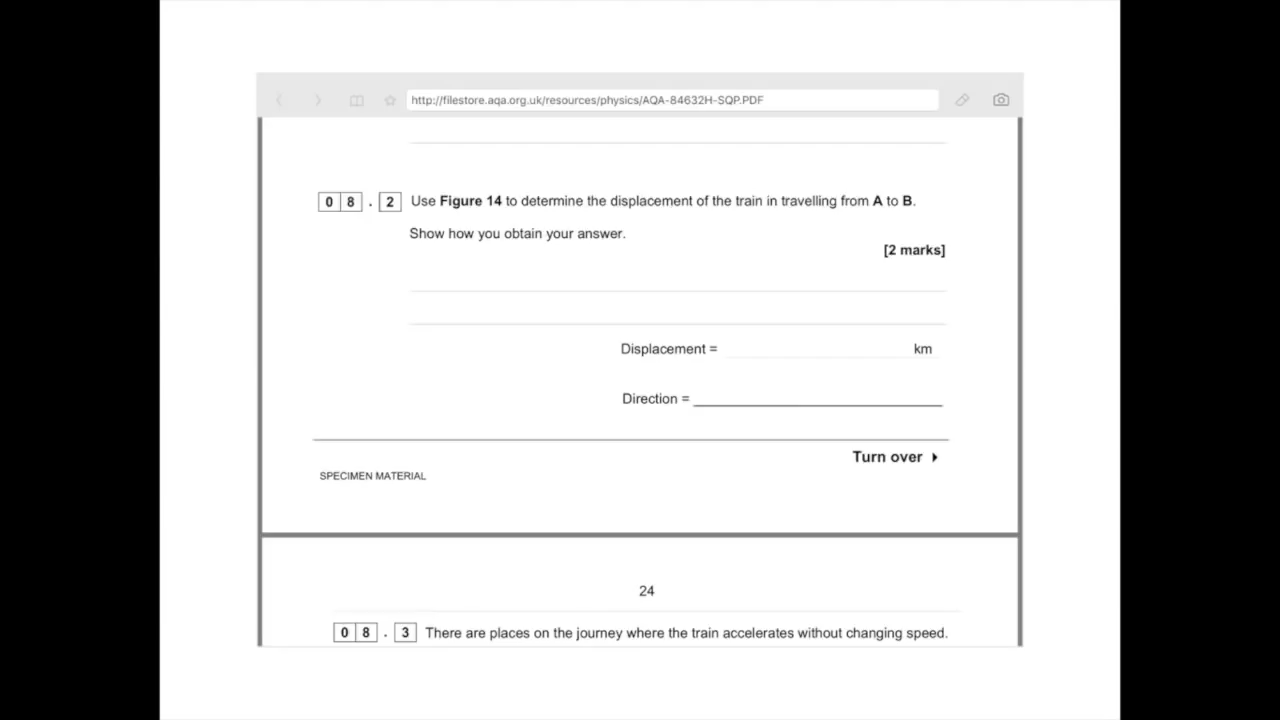 http://filestore.aqa.org.uk/resources/physics/AQA-84632H-SQP.PDF
0 8 . 2 Use Figure 14 to determine the displacement of the train in travelling from A to B.
Show how you obtain your answer.
[2 marks]
Displacement = km
Direction =
Turn over
SPECIMEN MATERIAL
24
0 8 . 3 There are places on the journey where the train accelerates without changing speed.